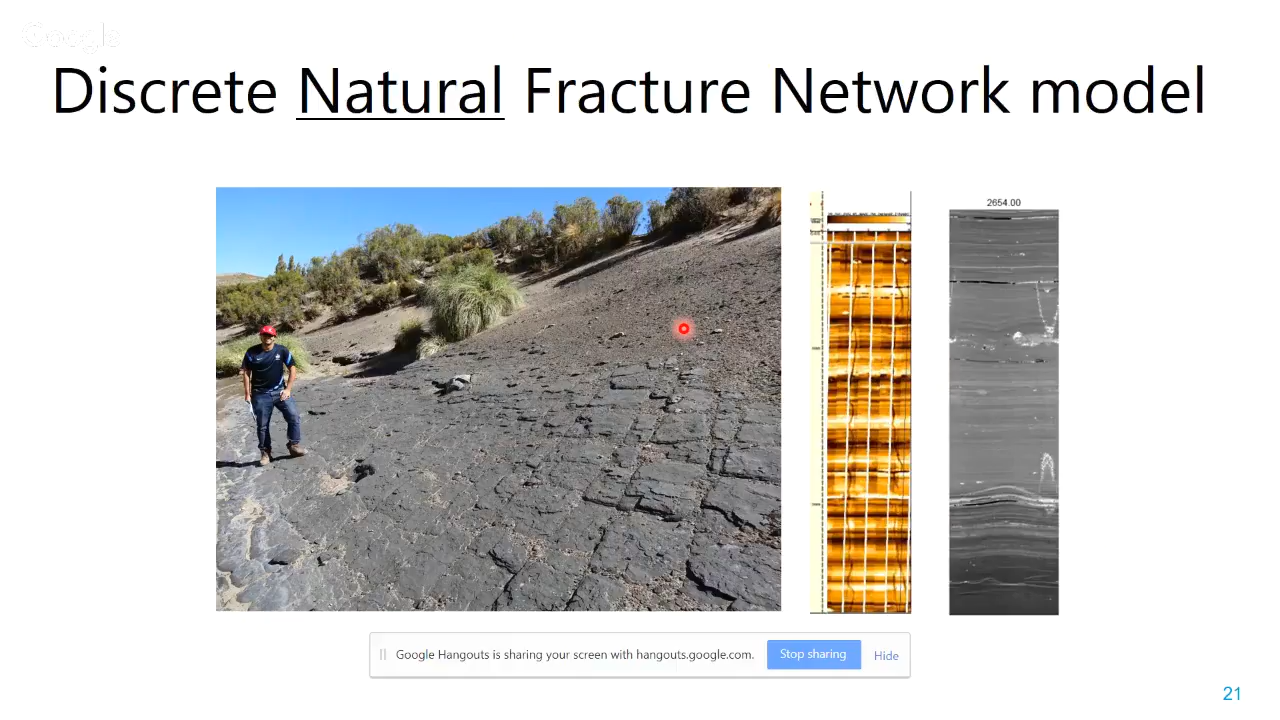 Google
Discrete Natural Fracture Network model
2654.00
Google Hangouts is sharing your screen with hangouts.google.com.
Stop sharing
Hide
21